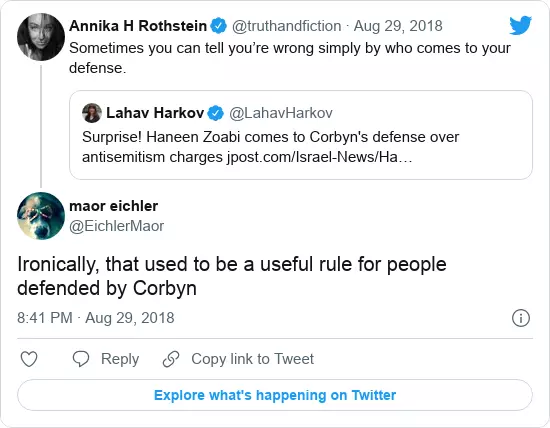 Annika H Rothstein @truthandfiction · Aug 29, 2018
Sometimes you can tell you’re wrong simply by who comes to your
defense.
Lahav Harkov @LahavHarkov
Surprise! Haneen Zoabi comes to Corbyn's defense over
antisemitism charges jpost.com/Israel-News/Ha…
maor eichler
@EichlerMaor
Ironically, that used to be a useful rule for people
defended by Corbyn
8:41 PM · Aug 29, 2018
Reply Copy link to Tweet
Explore what's happening on Twitter